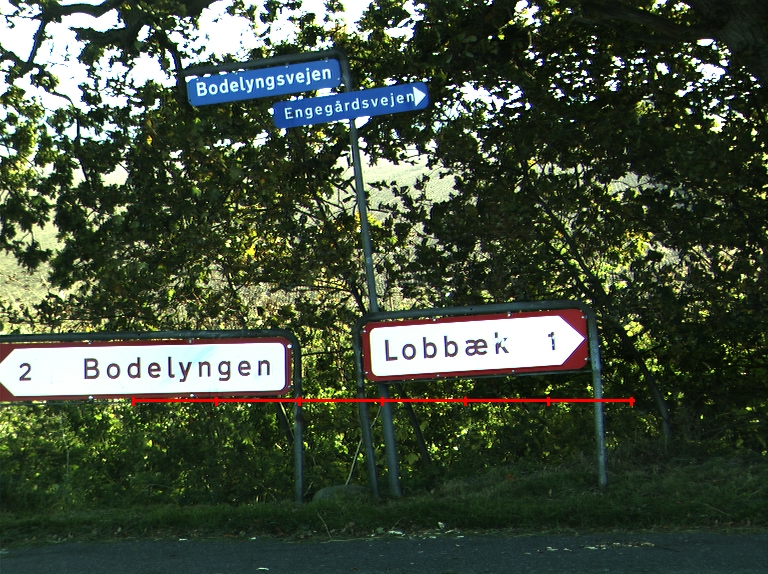 Bodelyngsvejen
Engegårdsvejen
2 Bodelyngen
Lobbæk 1